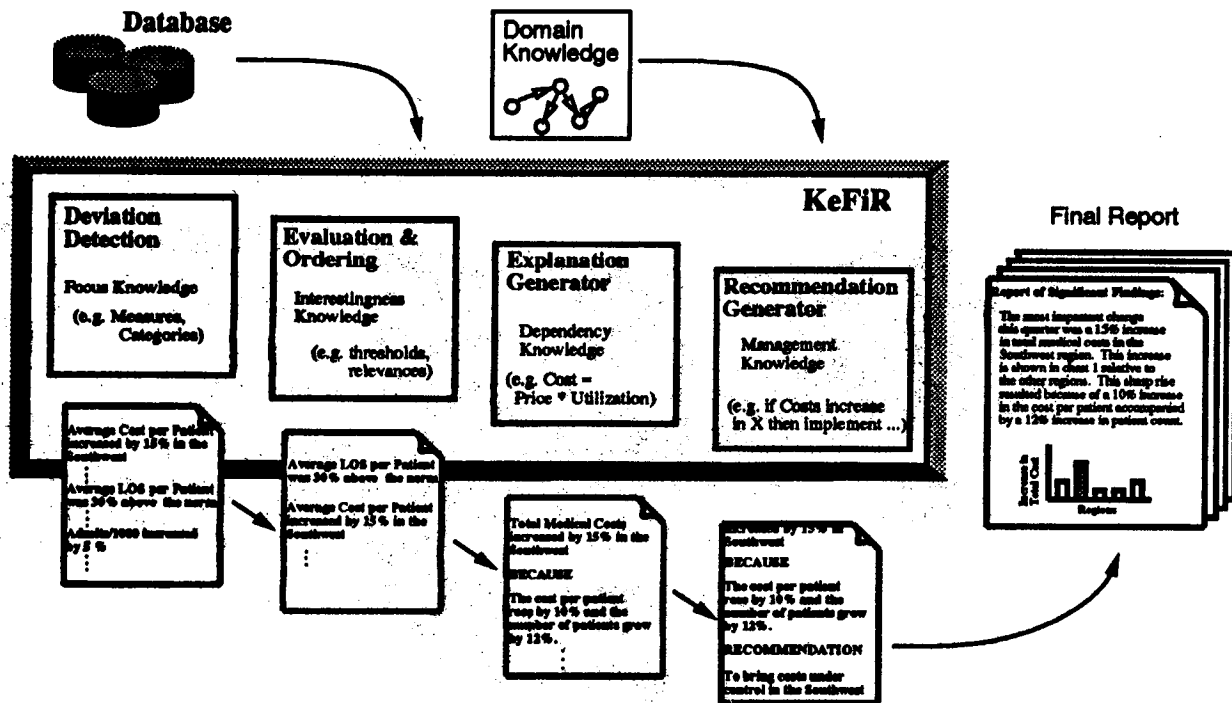 Database
Domain
Knowledge
KeFiR
Deviation
Detection
Focus Knowledge
(e.g. Measures,
Categories)
Evaluation &
Ordering
Interestingness
Knowledge
(e.g. thresholds,
relevances)
Explanation
Generator
Dependency
Knowledge
(e.g. Cost =
Price * Utilization)
Recommendation
Generator
Management
Knowledge
(e.g. if Costs increase
in X then implement ...)
Average Cost per Patient
increased by 15% in the
Southwest
Average LOS per Patient
was 30% above the norm
Admits/1000 increased
by 5 %
Average LOS per Patient
was 30% above the norm
Average Cost per Patient
increased by 15% in the
Southwest
Total Medical Costs
increased by 15% in the
Southwest
BECAUSE
The cost per patient
rose by 10% and the
number of patients grew
by 12%.
increased by 15% in
Southwest
BECAUSE
The cost per patient
rose by 10% and the
number of patients grew
by 12%.
RECOMMENDATION
To bring costs under
control in the Southwest
Final Report
Report of Significant Findings:
The most important change
this quarter was a 15% increase
in total medical costs in the
Southwest region. This increase
is shown in chart 1 relative to
the other regions. This sharp rise
resulted because of a 10% increase
in the cost per patient accompanied
by a 12% increase in patient count.
Total Cost
Regions